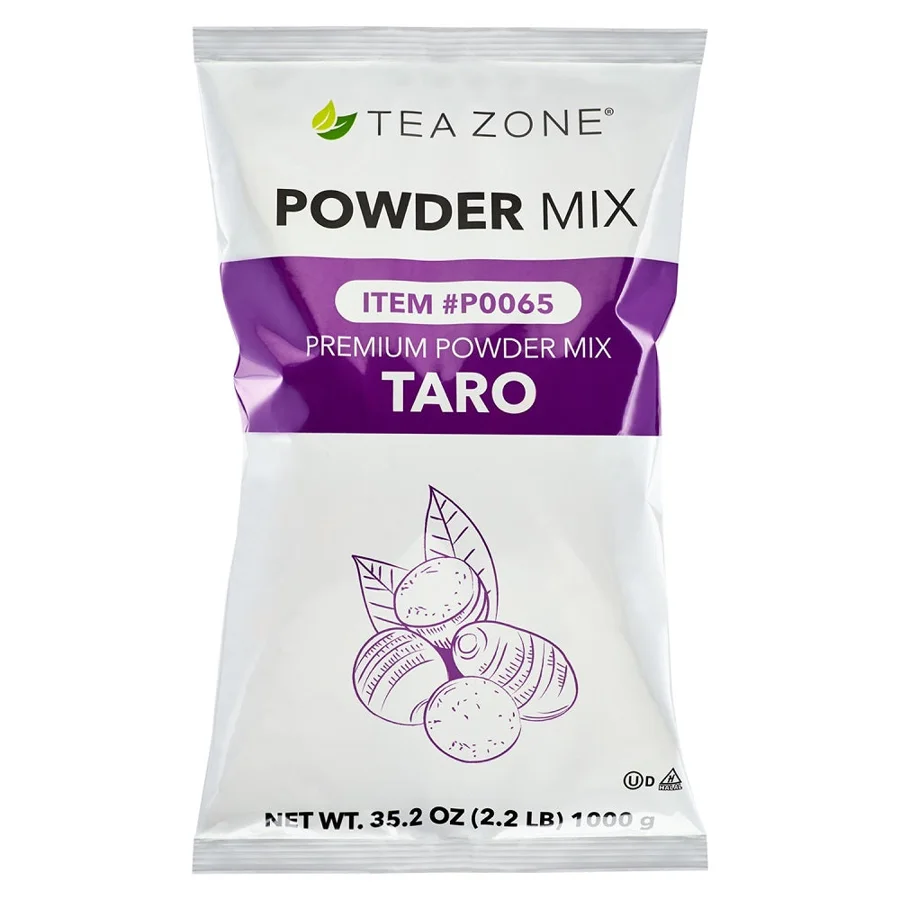 TEA ZONE®
POWDER MIX
ITEM #P0065
PREMIUM POWDER MIX
TARO
U D
H
HALAL
NET WT. 35.2 OZ (2.2 LB) 1000 g